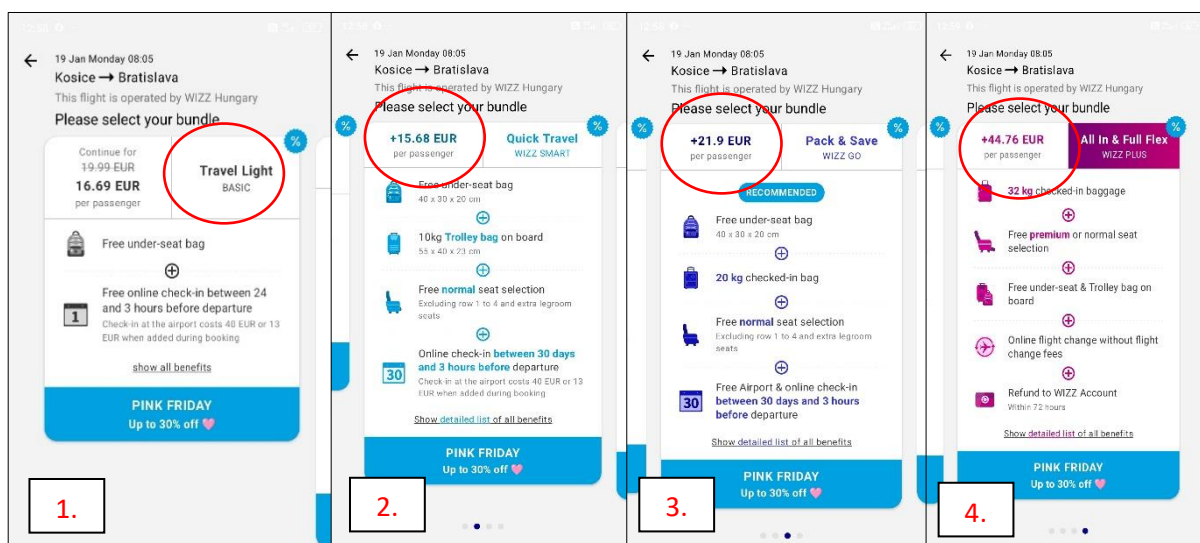 12:59
19 Jan Monday 08:05
Kosice → Bratislava
This flight is operated by WIZZ Hungary
Please select your bundle
%
Continue for
19.99 EUR
16.69 EUR
per passenger
Travel Light
BASIC
Free under-seat bag
1
Free online check-in between 24
and 3 hours before departure
Check-in at the airport costs 40 EUR or 13
EUR when added during booking
show all benefits
PINK FRIDAY
Up to 30% off 🩷
1.
19 Jan Monday 08:05
Kosice → Bratislava
This flight is operated by WIZZ Hungary
Please select your bundle
%
+15.68 EUR
per passenger
Quick Travel
WIZZ SMART
Free under-seat bag
40 x 30 x 20 cm
10kg Trolley bag on board
55 x 40 x 23 cm
Free normal seat selection
Excluding row 1 to 4 and extra legroom
seats
30
Online check-in between 30 days
and 3 hours before departure
Check-in at the airport costs 40 EUR or 13
EUR when added during booking
Show detailed list of all benefits
PINK FRIDAY
Up to 30% off 🩷
2.
19 Jan Monday 08:05
Kosice → Bratislava
This flight is operated by WIZZ Hungary
Please select your bundle
%
%
+21.9 EUR
per passenger
Pack & Save
WIZZ GO
RECOMMENDED
Free under-seat bag
40 x 30 x 20 cm
20 kg checked-in bag
Free normal seat selection
Excluding row 1 to 4 and extra legroom
seats
30
Free Airport & online check-in
between 30 days and 3 hours
before departure
Show detailed list of all benefits
PINK FRIDAY
Up to 30% off 🩷
3.
19 Jan Monday 08:05
Kosice → Bratislava
This flight is operated by WIZZ Hungary
Please select your bundle
%
%
+44.76 EUR
per passenger
All In & Full Flex
WIZZ PLUS
32 kg checked-in baggage
Free premium or normal seat
selection
Free under-seat & Trolley bag on
board
Online flight change without flight
change fees
Refund to WIZZ Account
Within 72 hours
Show detailed list of all benefits
PINK FRIDAY
Up to 30% off 🩷
4.